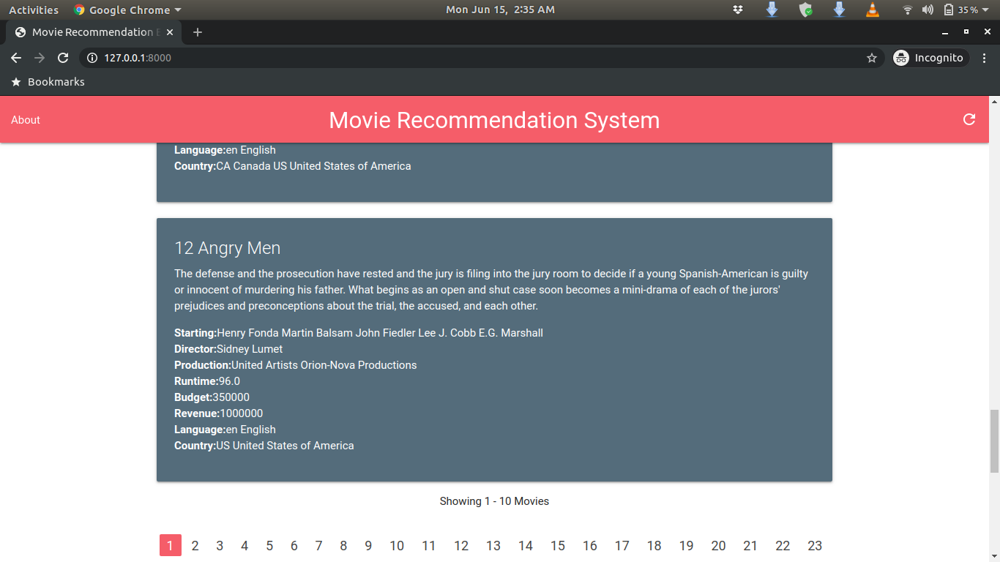 Activities Google Chrome Mon Jun 15, 2:35 AM 35%
Movie Recommendation
127.0.0.1:8000 Incognito
Bookmarks
About Movie Recommendation System
Language:en English
Country:CA Canada US United States of America
12 Angry Men
The defense and the prosecution have rested and the jury is filing into the jury room to decide if a young Spanish-American is guilty
or innocent of murdering his father. What begins as an open and shut case soon becomes a mini-drama of each of the jurors'
prejudices and preconceptions about the trial, the accused, and each other.
Starting:Henry Fonda Martin Balsam John Fiedler Lee J. Cobb E.G. Marshall
Director:Sidney Lumet
Production:United Artists Orion-Nova Productions
Runtime:96.0
Budget:350000
Revenue:1000000
Language:en English
Country:US United States of America
Showing 1 - 10 Movies
1 2 3 4 5 6 7 8 9 10 11 12 13 14 15 16 17 18 19 20 21 22 23